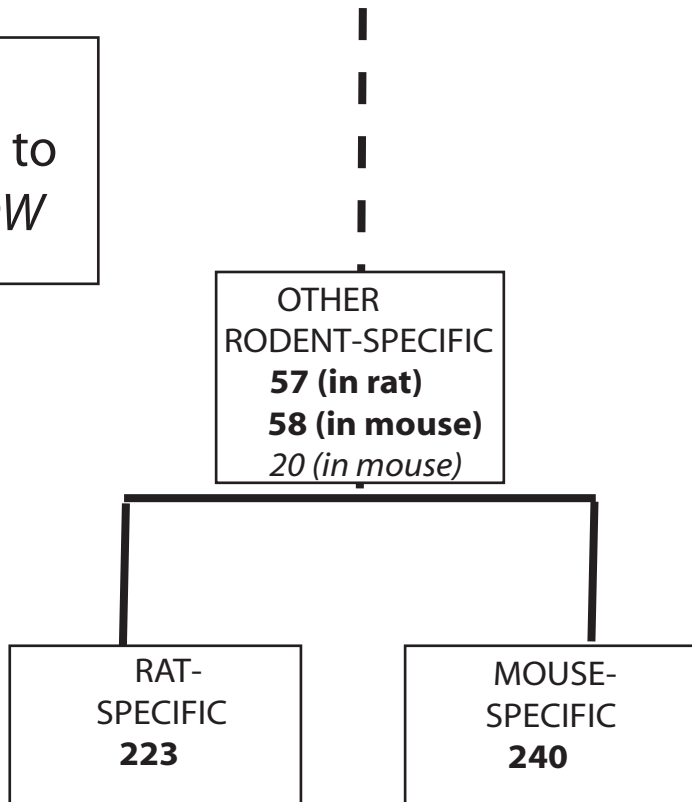 to
OTHER
RODENT-SPECIFIC
57 (in rat)
58 (in mouse)
20 (in mouse)
RAT-
SPECIFIC
223
MOUSE-
SPECIFIC
240